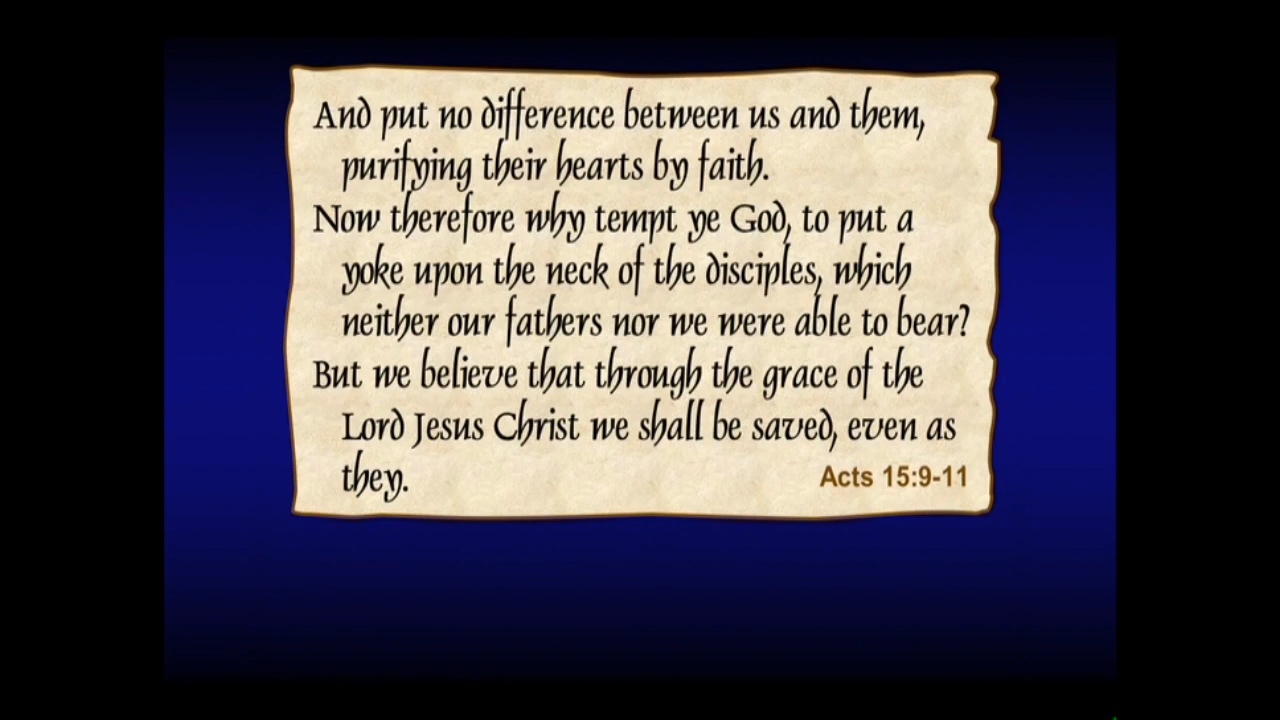 And put no difference between us and them,
purifying their hearts by faith.
Now therefore why tempt ye God, to put a
yoke upon the neck of the disciples, which
neither our fathers nor we were able to bear?
But we believe that through the grace of the
Lord Jesus Christ we shall be saved, even as
they.
Acts 15:9-11